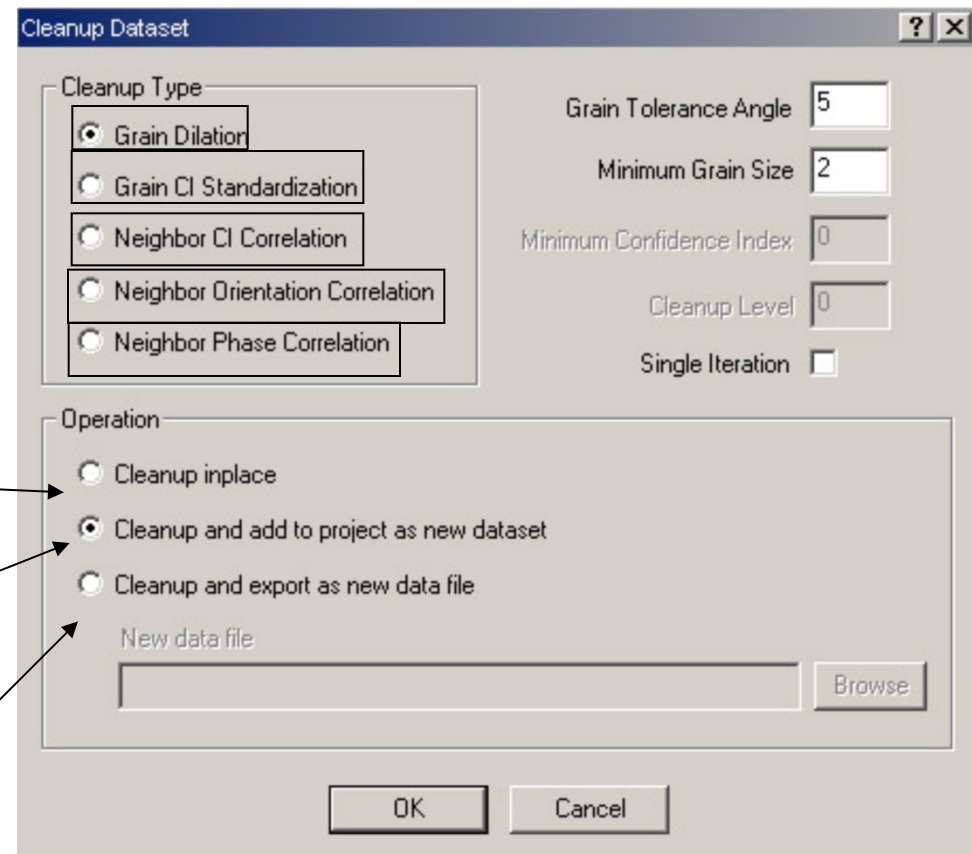 Cleanup Dataset
Cleanup Type
Grain Dilation
Grain CI Standardization
Neighbor CI Correlation
Neighbor Orientation Correlation
Neighbor Phase Correlation
Grain Tolerance Angle 5
Minimum Grain Size 2
Minimum Confidence Index 0
Cleanup Level 0
Single Iteration
Operation
Cleanup inplace
Cleanup and add to project as new dataset
Cleanup and export as new data file
New data file
Browse
OK Cancel